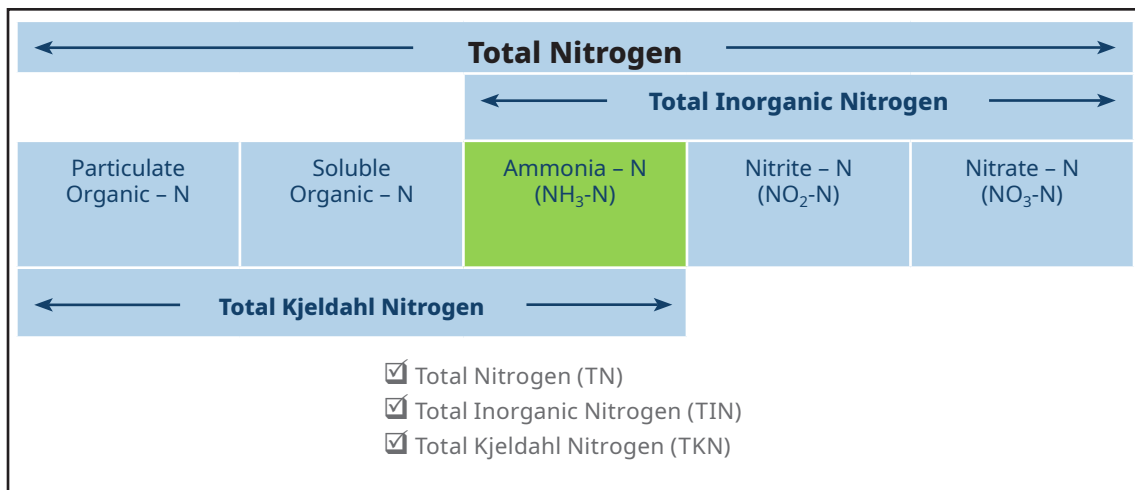 Total Nitrogen
Total Inorganic Nitrogen
Particulate
Organic – N
Soluble
Organic – N
Ammonia – N
(NH₃-N)
Nitrite – N
(NO₂-N)
Nitrate – N
(NO₃-N)
Total Kjeldahl Nitrogen
☑ Total Nitrogen (TN)
☑ Total Inorganic Nitrogen (TIN)
☑ Total Kjeldahl Nitrogen (TKN)